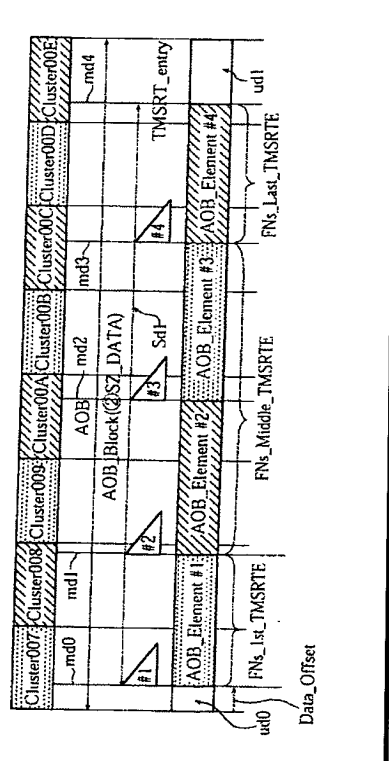 Cluster007 Cluster008 Cluster009 Cluster00A Cluster00B Cluster00C Cluster00D Cluster00E
md0 md1 md2 md3 md4
AOB
AOB_Block(②SZ_DATA)
Sd1
TMSRT_entry
#1 #2 #3 #4
AOB_Element #1 AOB_Element #2 AOB_Element #3 AOB_Element #4
ud0 ud1
FNs_1st_TMSRTE FNs_Middle_TMSRTE FNs_Last_TMSRTE
Data_Offset